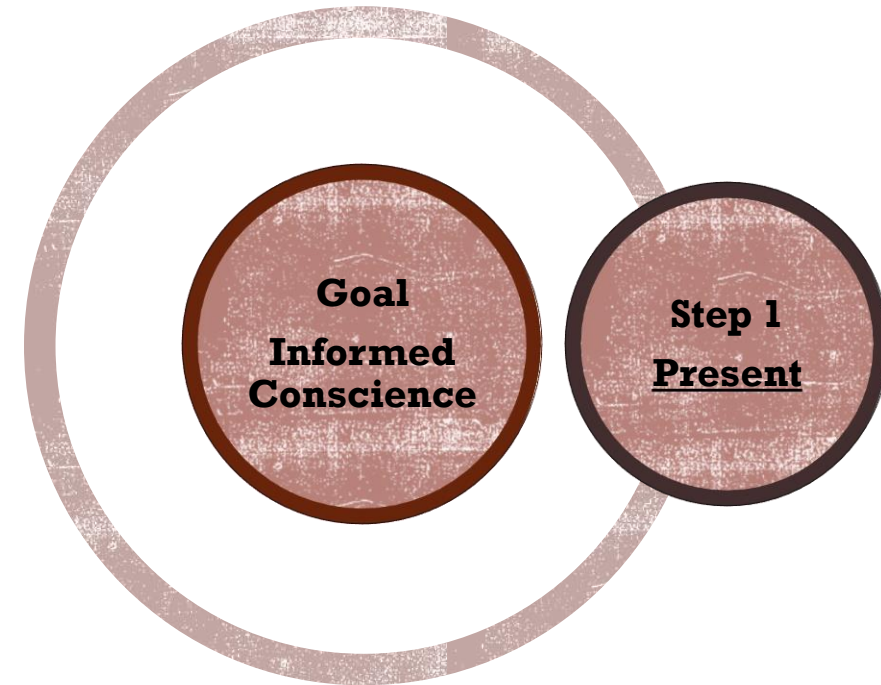 Goal
Informed
Conscience
Step 1
Present